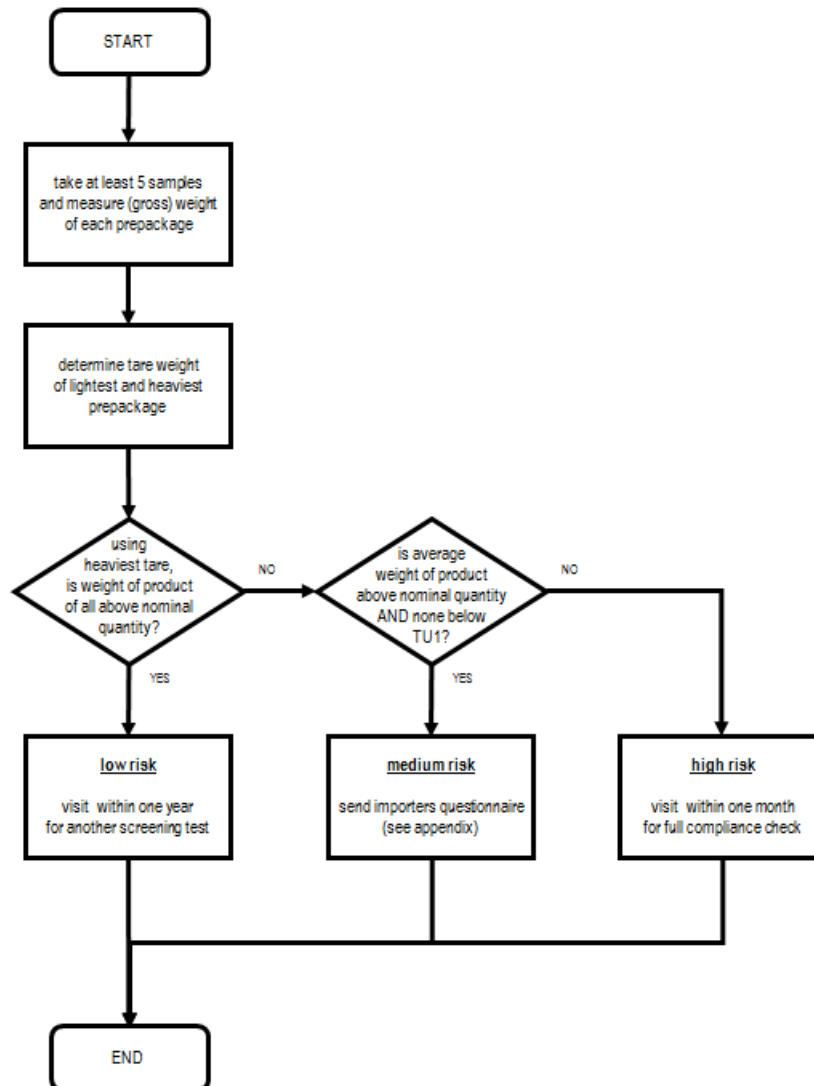 START
take at least 5 samples
and measure (gross) weight
of each prepackage
determine tare weight
of lightest and heaviest
prepackage
using
heaviest tare,
is weight of product
of all above nominal
quantity?
NO
is average
weight of product
above nominal quantity
AND none below
TU1?
NO
YES
YES
low risk
visit within one year
for another screening test
medium risk
send importers questionnaire
(see appendix)
high risk
visit within one month
for full compliance check
END